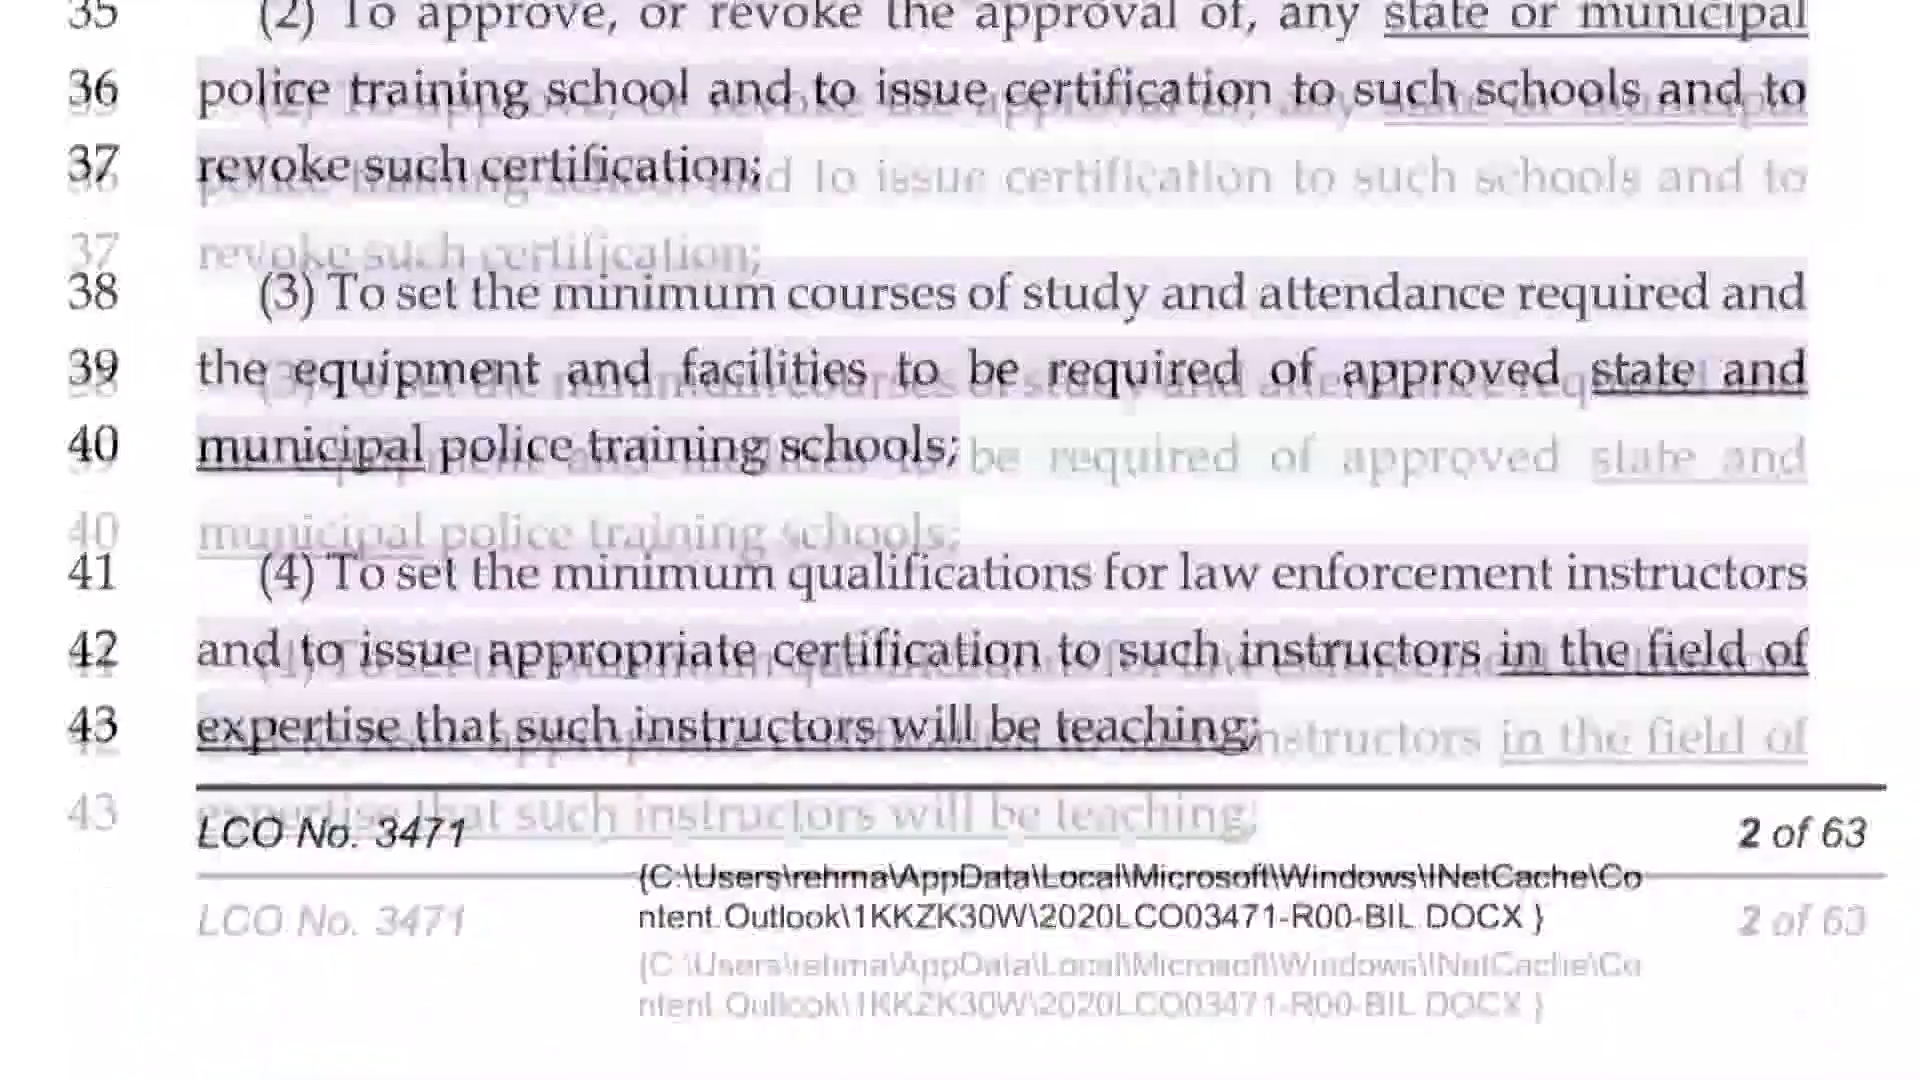 35 (2) To approve, or revoke the approval of, any state or municipal
36 police training school and to issue certification to such schools and to
37 revoke such certification;
38 (3) To set the minimum courses of study and attendance required and
39 the equipment and facilities to be required of approved state and
40 municipal police training schools;
41 (4) To set the minimum qualifications for law enforcement instructors
42 and to issue appropriate certification to such instructors in the field of
43 expertise that such instructors will be teaching;
LCO No. 3471 2 of 63
{C:\Users\rehma\AppData\Local\Microsoft\Windows\INetCache\Co
ntent.Outlook\1KKZK30W\2020LCO03471-R00-BIL.DOCX }